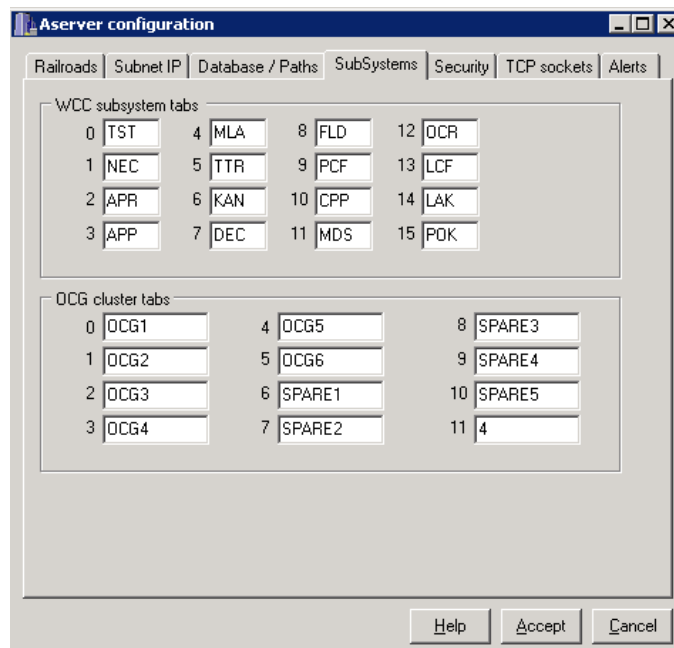 Aserver configuration
Railroads Subnet IP Database / Paths SubSystems Security TCP sockets Alerts
WCC subsystem tabs
0 TST 4 MLA 8 FLD 12 OCR
1 NEC 5 TTR 9 PCF 13 LCF
2 APR 6 KAN 10 CPP 14 LAK
3 APP 7 DEC 11 MDS 15 POK
OCG cluster tabs
0 OCG1 4 OCG5 8 SPARE3
1 OCG2 5 OCG6 9 SPARE4
2 OCG3 6 SPARE1 10 SPARE5
3 OCG4 7 SPARE2 11 4
Help Accept Cancel